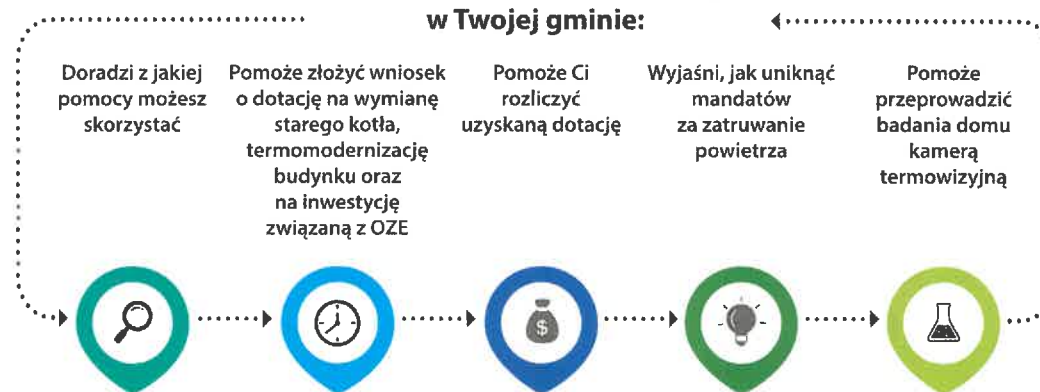 w Twojej gminie:
Doradzi z jakiej
pomocy możesz
skorzystać
Pomoże złożyć wniosek
o dotację na wymianę
starego kotła,
termomodernizację
budynku oraz
na inwestycję
związaną z OZE
Pomoże Ci
rozliczyć
uzyskaną dotację
Wyjaśni, jak uniknąć
mandatów
za zatruwanie
powietrza
Pomoże
przeprowadzić
badania domu
kamerą
termowizyjną
$